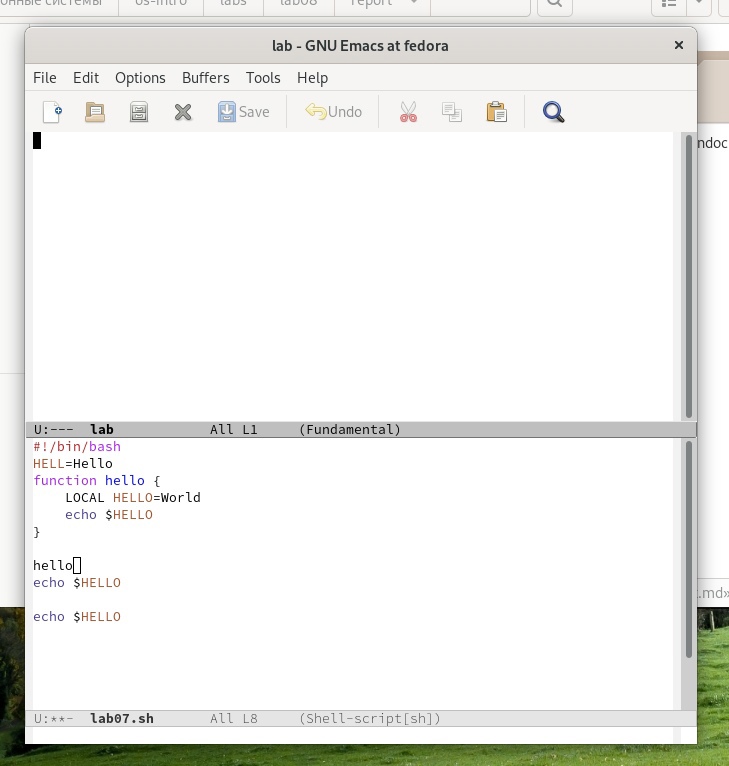 онные системы os-intro labs lab08 report
lab - GNU Emacs at fedora
File Edit Options Buffers Tools Help
Save Undo
ndoc
U:--- lab All L1 (Fundamental)
#!/bin/bash
HELL=Hello
function hello {
    LOCAL HELLO=World
    echo $HELLO
}
hello
echo $HELLO
.md»
echo $HELLO
U:**- lab07.sh All L8 (Shell-script[sh])